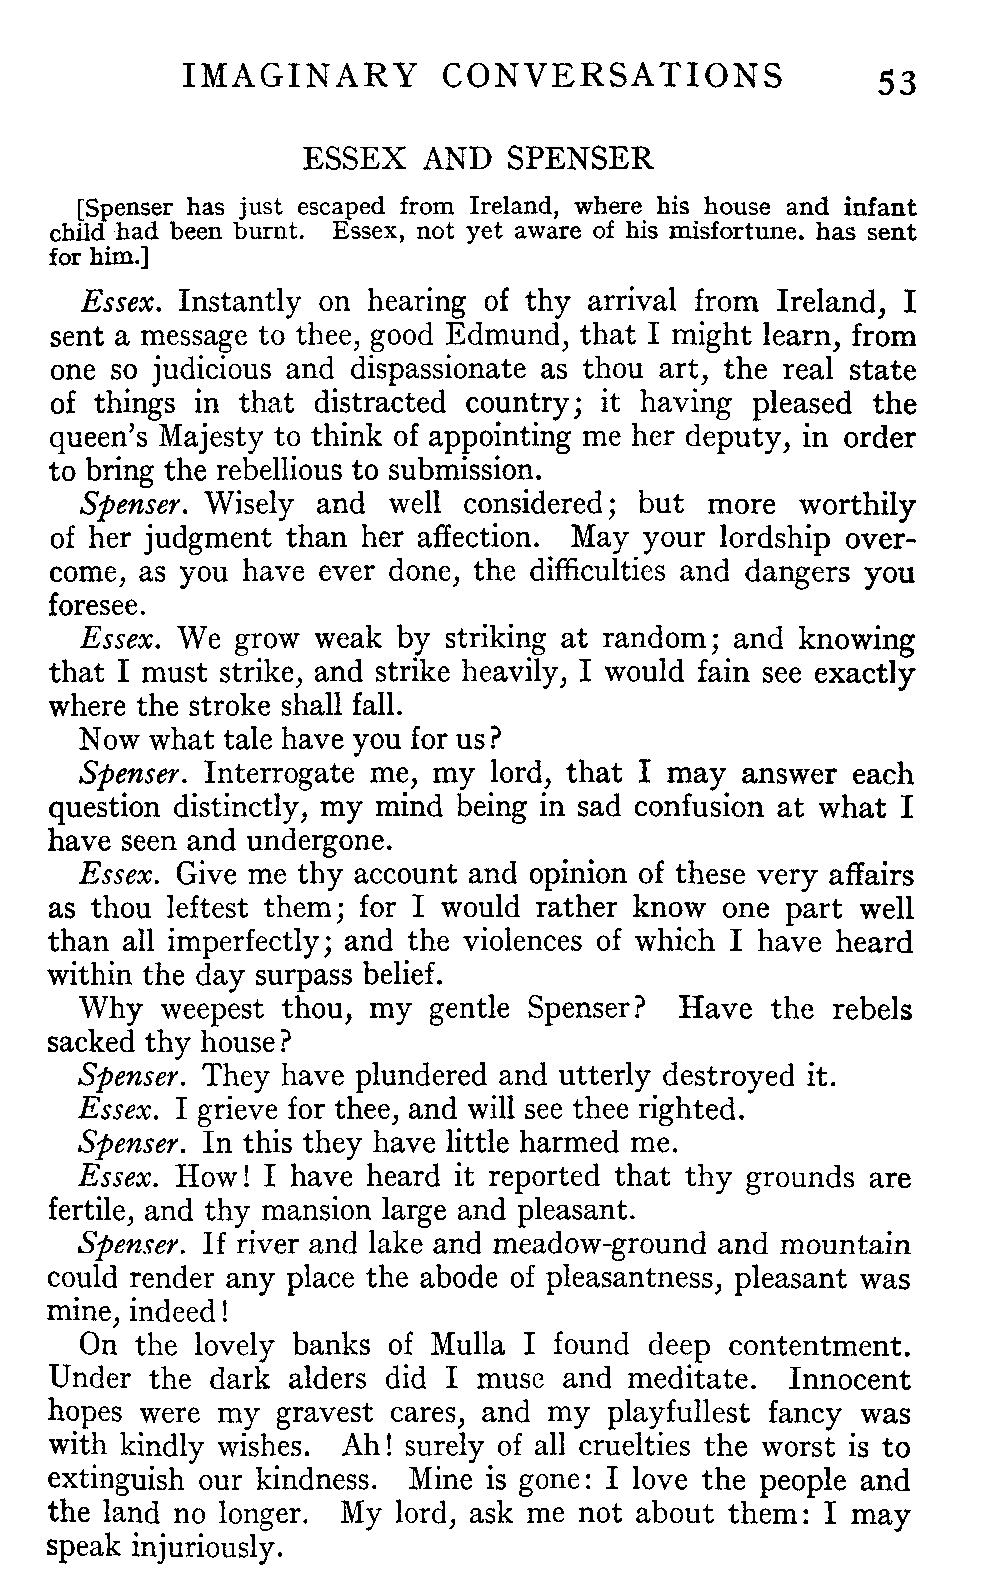 IMAGINARY CONVERSATIONS 53
ESSEX AND SPENSER
[Spenser has just escaped from Ireland, where his house and infant
child had been burnt. Essex, not yet aware of his misfortune. has sent
for him.]
Essex. Instantly on hearing of thy arrival from Ireland, I
sent a message to thee, good Edmund, that I might learn, from
one so judicious and dispassionate as thou art, the real state
of things in that distracted country; it having pleased the
queen's Majesty to think of appointing me her deputy, in order
to bring the rebellious to submission.
Spenser. Wisely and well considered; but more worthily
of her judgment than her affection. May your lordship over-
come, as you have ever done, the difficulties and dangers you
foresee.
Essex. We grow weak by striking at random; and knowing
that I must strike, and strike heavily, I would fain see exactly
where the stroke shall fall.
Now what tale have you for us?
Spenser. Interrogate me, my lord, that I may answer each
question distinctly, my mind being in sad confusion at what I
have seen and undergone.
Essex. Give me thy account and opinion of these very affairs
as thou leftest them; for I would rather know one part well
than all imperfectly; and the violences of which I have heard
within the day surpass belief.
Why weepest thou, my gentle Spenser? Have the rebels
sacked thy house?
Spenser. They have plundered and utterly destroyed it.
Essex. I grieve for thee, and will see thee righted.
Spenser. In this they have little harmed me.
Essex. How! I have heard it reported that thy grounds are
fertile, and thy mansion large and pleasant.
Spenser. If river and lake and meadow-ground and mountain
could render any place the abode of pleasantness, pleasant was
mine, indeed!
On the lovely banks of Mulla I found deep contentment.
Under the dark alders did I muse and meditate. Innocent
hopes were my gravest cares, and my playfullest fancy was
with kindly wishes. Ah! surely of all cruelties the worst is to
extinguish our kindness. Mine is gone: I love the people and
the land no longer. My lord, ask me not about them: I may
speak injuriously.